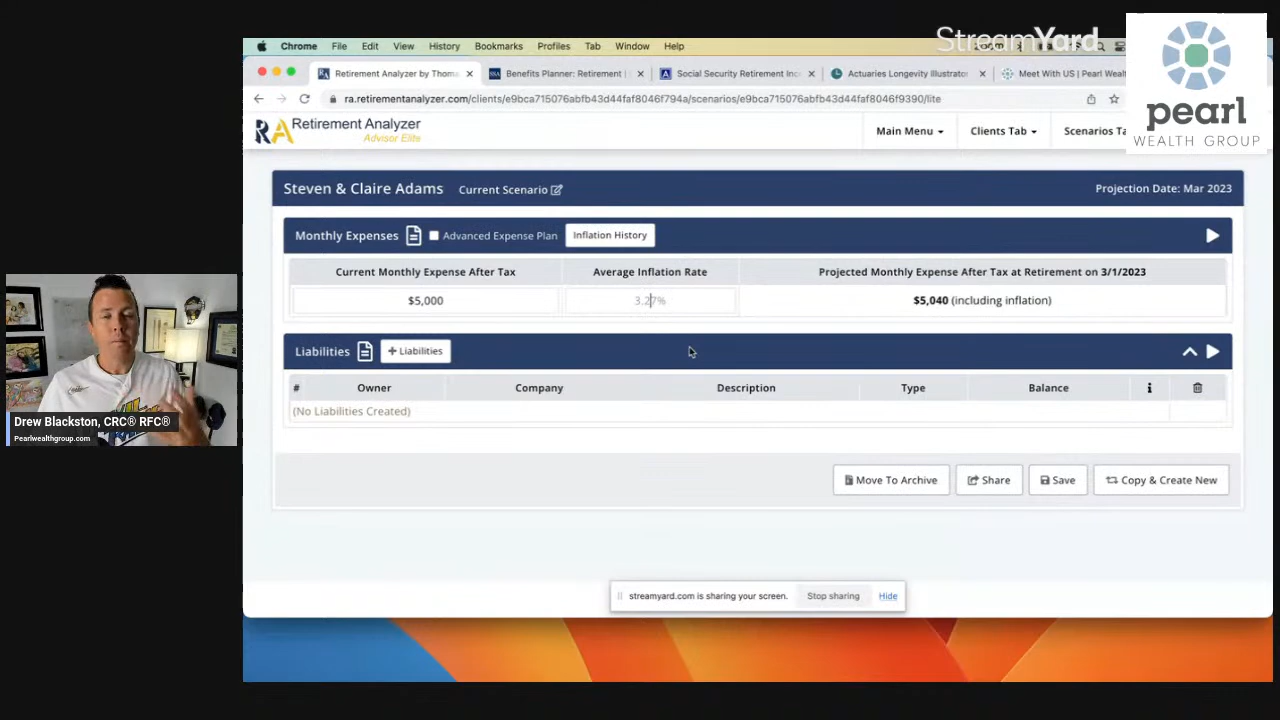 StreamYard
pearl
WEALTH GROUP
Chrome File Edit View History Bookmarks Profiles Tab Window Help
Retirement Analyzer by Thoma
Benefits Planner: Retirement |
Social Security Retirement Inc
Actuaries Longevity Illustrator
Meet With US | Pearl Wealt
ra.retirementanalyzer.com/clients/e9bca715076abfb43d44faf8046f794a/scenarios/e9bca715076abfb43d44faf8046f9390/lite
RA Retirement Analyzer
Advisor Elite
Main Menu
Clients Tab
Scenarios Ta
Steven & Claire Adams Current Scenario
Projection Date: Mar 2023
Monthly Expenses Advanced Expense Plan Inflation History
Current Monthly Expense After Tax Average Inflation Rate Projected Monthly Expense After Tax at Retirement on 3/1/2023
$5,000 3.27% $5,040 (including inflation)
Liabilities + Liabilities
# Owner Company Description Type Balance
(No Liabilities Created)
Move To Archive Share Save Copy & Create New
streamyard.com is sharing your screen. Stop sharing Hide
Drew Blackston, CRC® RFC®
Pearlwealthgroup.com